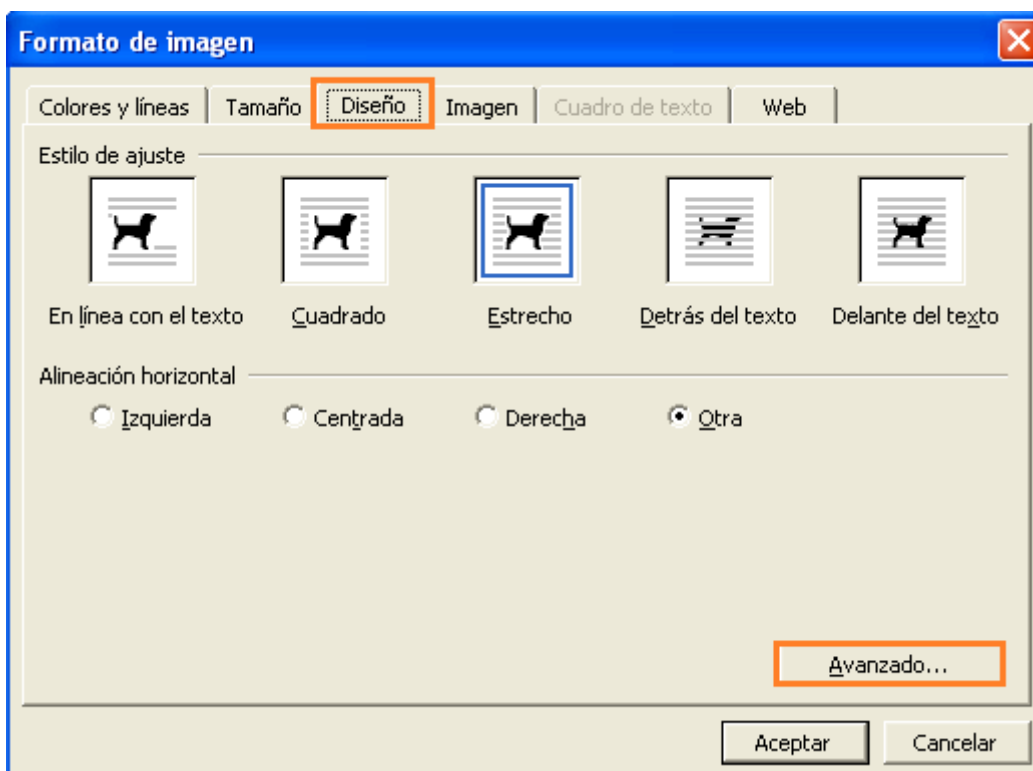 Formato de imagen
Colores y líneas Tamaño Diseño Imagen Cuadro de texto Web
Estilo de ajuste
En línea con el texto Cuadrado Estrecho Detrás del texto Delante del texto
Alineación horizontal
Izquierda Centrada Derecha Otra
Avanzado...
Aceptar Cancelar